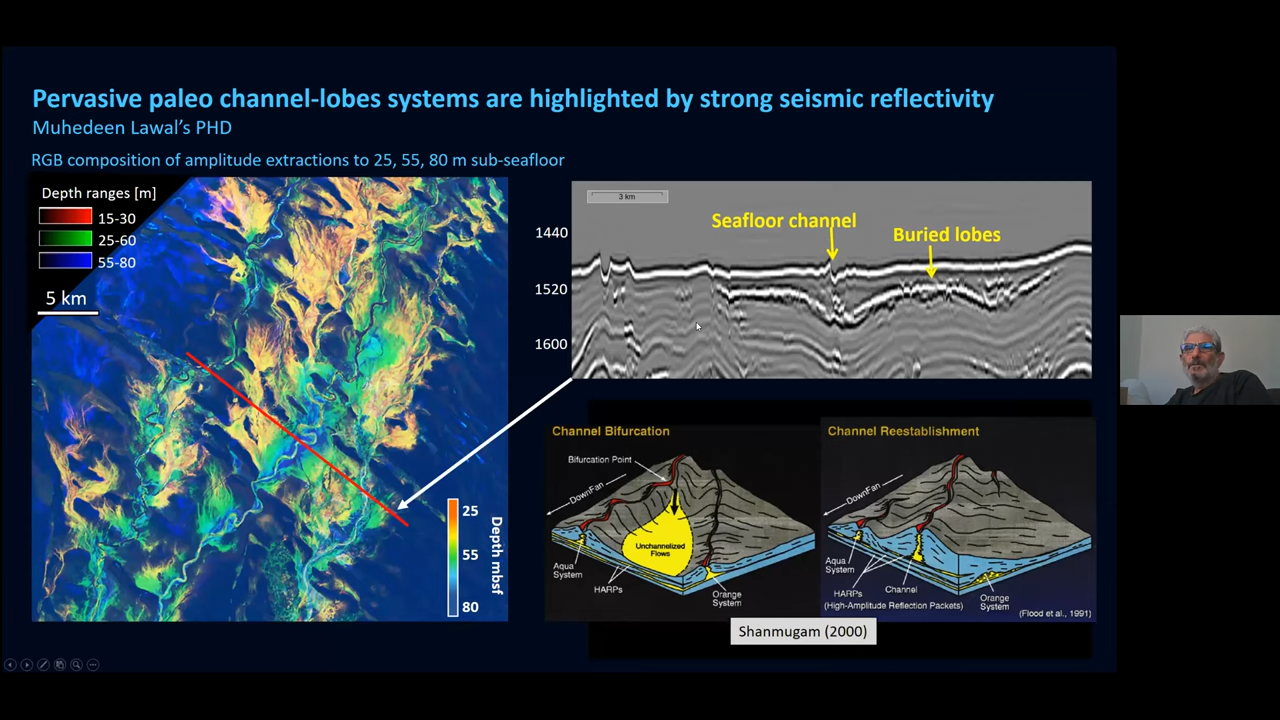 Pervasive paleo channel-lobes systems are highlighted by strong seismic reflectivity
Muhedeen Lawal's PHD
RGB composition of amplitude extractions to 25, 55, 80 m sub-seafloor
Depth ranges [m]
15-30
25-60
55-80
5 km
25
55
80
Depth mbsf
3 km
1440
1520
1600
Seafloor channel
Buried lobes
Channel Bifurcation
Bifurcation Point
DownFan
Unchannelized
Flows
Aqua
System
HARPs
Orange
System
Channel Reestablishment
DownFan
Aqua
System
HARPs
Channel
(High-Amplitude Reflection Packets)
Orange
System
(Flood et al., 1991)
Shanmugam (2000)